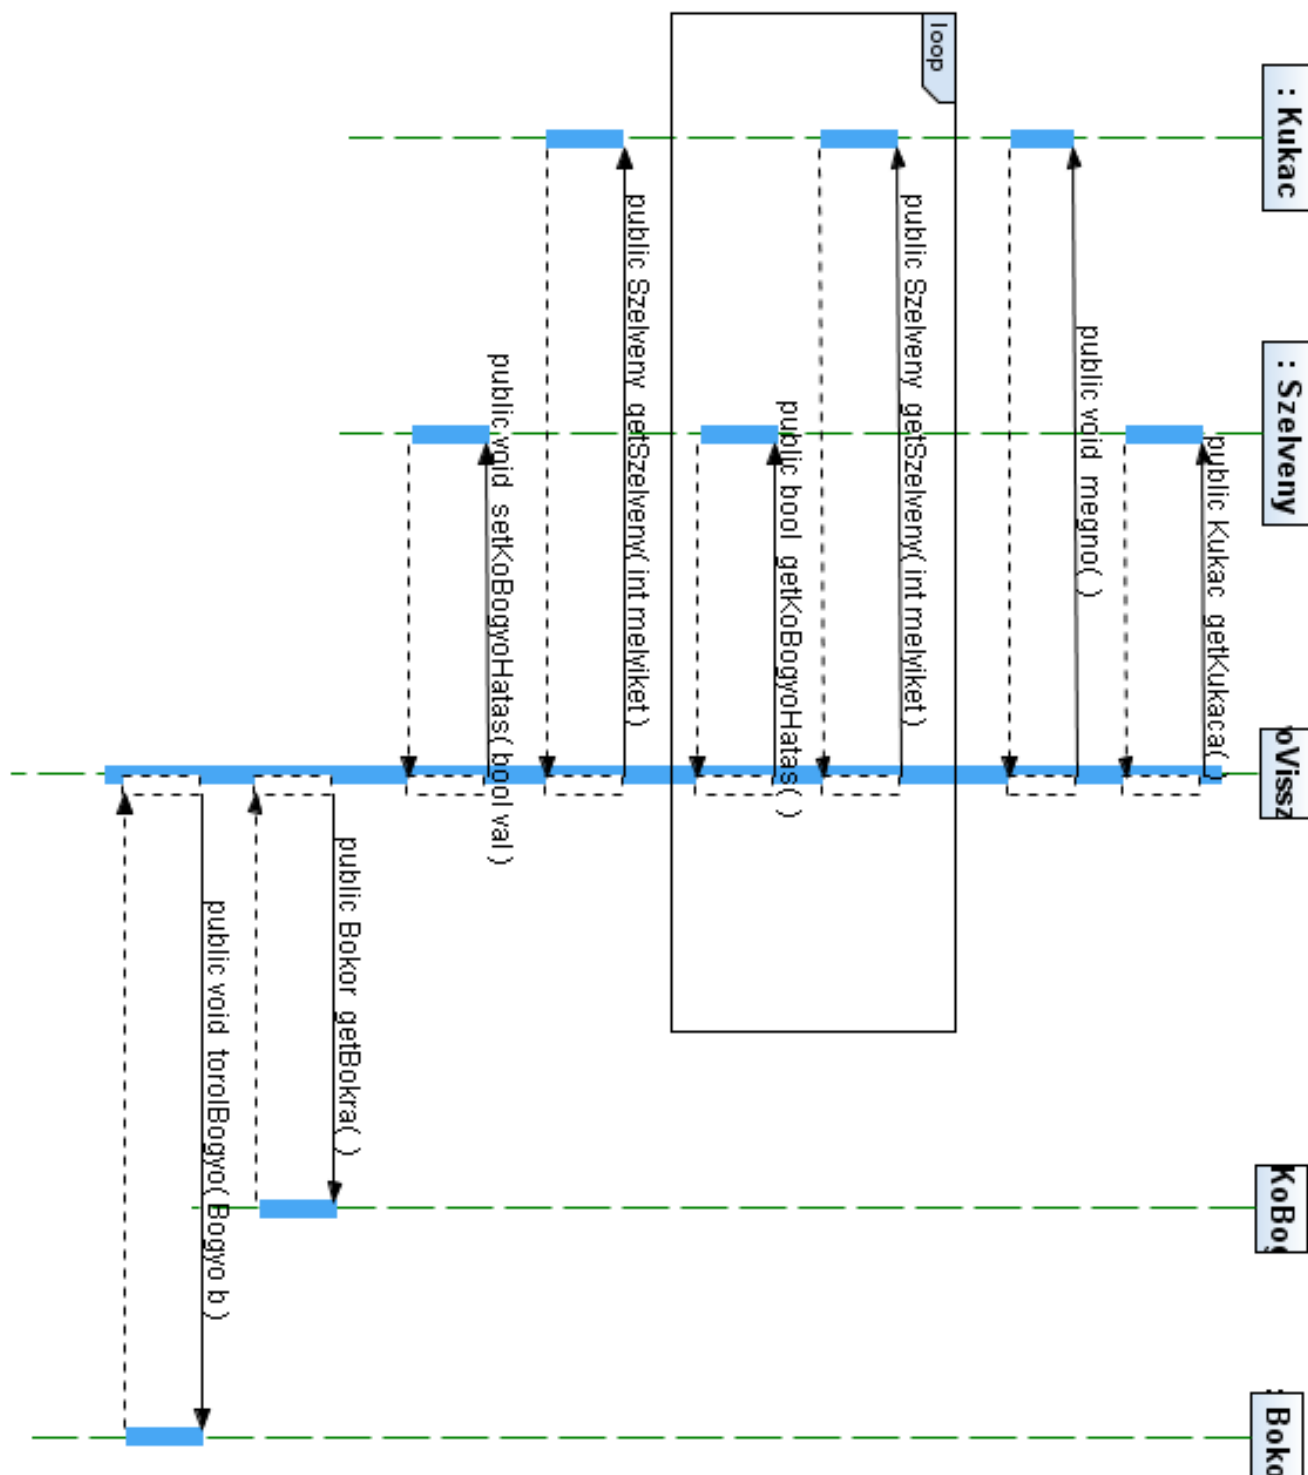 : Kukac
: Szelveny
oVissz
KoBog
: Boko
public Kukac getKukaca( )
public void megno( )
loop
public Szelveny getSzelveny( int melyiket )
public bool getKoBogyoHatas( )
public Szelveny getSzelveny( int melyiket )
public void setKoBogyoHatas( bool val )
public Bokor getBokra( )
public void torolBogyo( Bogyo b )